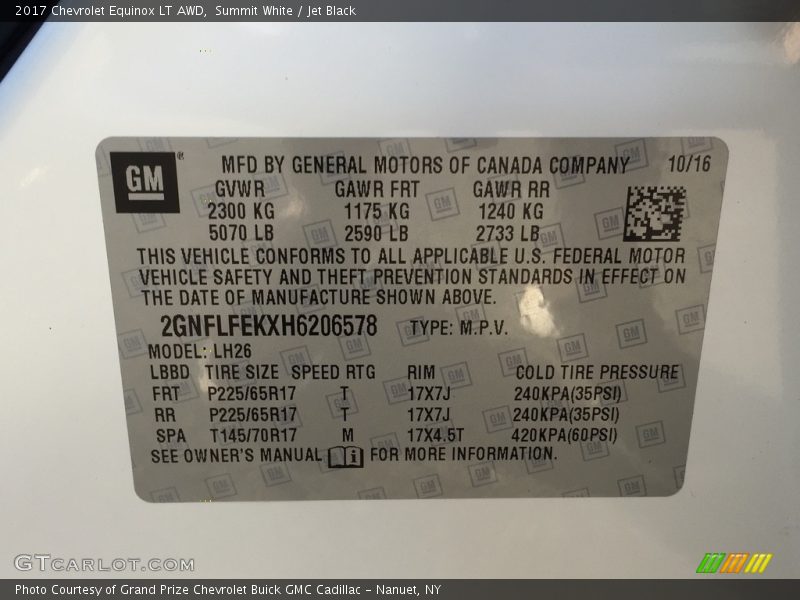 2017 Chevrolet Equinox LT AWD, Summit White / Jet Black
GM ® MFD BY GENERAL MOTORS OF CANADA COMPANY 10/16
GVWR GAWR FRT GAWR RR
2300 KG 1175 KG 1240 KG
5070 LB 2590 LB 2733 LB
THIS VEHICLE CONFORMS TO ALL APPLICABLE U.S. FEDERAL MOTOR
VEHICLE SAFETY AND THEFT PREVENTION STANDARDS IN EFFECT ON
THE DATE OF MANUFACTURE SHOWN ABOVE.
2GNFLFEKXH6206578 TYPE: M.P.V.
MODEL: LH26
LBBD TIRE SIZE SPEED RTG RIM COLD TIRE PRESSURE
FRT P225/65R17 T 17X7J 240KPA(35PSI)
RR P225/65R17 T 17X7J 240KPA(35PSI)
SPA T145/70R17 M 17X4.5T 420KPA(60PSI)
SEE OWNER'S MANUAL i FOR MORE INFORMATION.
GTCARLOT.COM
Photo Courtesy of Grand Prize Chevrolet Buick GMC Cadillac - Nanuet, NY